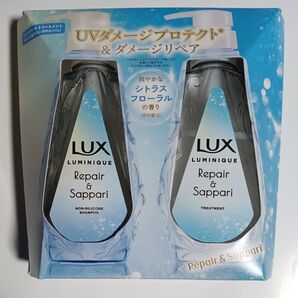 UVダメージプロテクト*
&ダメージリペア
爽やかな
シトラス
フローラル
の香り
LUX
LUMINIQUE
Repair
&
Sappari
NON-SILICONE
SHAMPOO
LUX
LUMINIQUE
Repair
&
Sappari
TREATMENT
Repair & Sappari